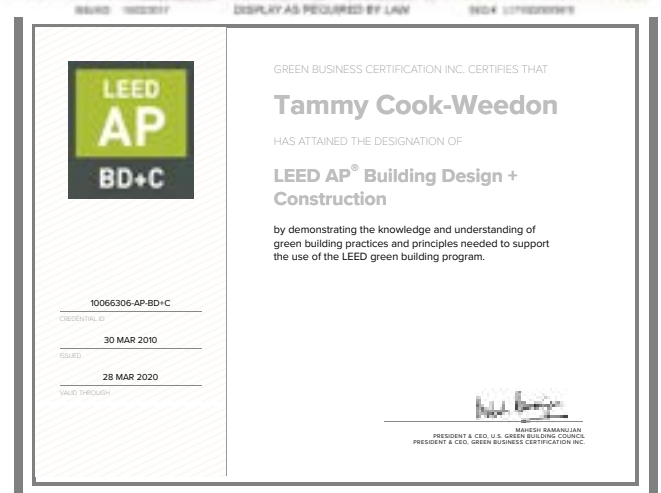 DISPLAY AS REQUIRED BY LAW
LEED
AP
BD+C
GREEN BUSINESS CERTIFICATION INC. CERTIFIES THAT
Tammy Cook-Weedon
HAS ATTAINED THE DESIGNATION OF
LEED AP® Building Design +
Construction
by demonstrating the knowledge and understanding of
green building practices and principles needed to support
the use of the LEED green building program.
10066306-AP-BD+C
CREDENTIAL ID
30 MAR 2010
ISSUED
28 MAR 2020
VALID THROUGH
MAHESH RAMANUJAN
PRESIDENT & CEO, U.S. GREEN BUILDING COUNCIL
PRESIDENT & CEO, GREEN BUSINESS CERTIFICATION INC.